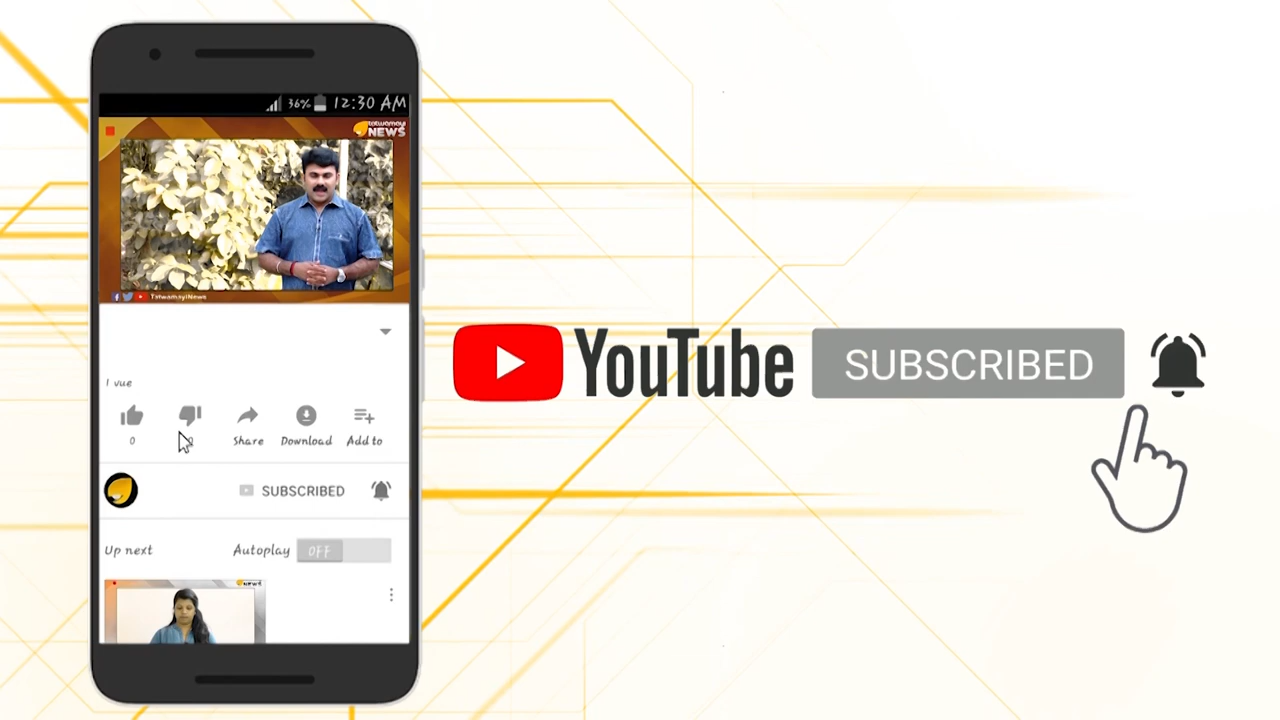 36% 12:30 AM
tatwamayi
NEWS
TatwamayiNews
1 vue
0
Share
Download
Add to
SUBSCRIBED
Up next
Autoplay
OFF
NEWS
YouTube
SUBSCRIBED